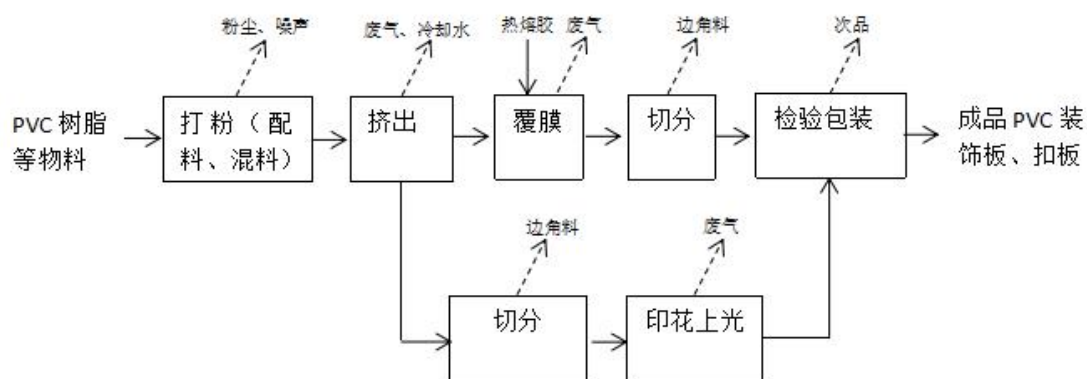 粉尘、噪声
废气、冷却水
热熔胶 废气
边角料
次品
PVC 树脂
等物料
打粉（配
料、混料）
挤出
覆膜
切分
检验包装
成品 PVC 装
饰板、扣板
边角料
废气
切分
印花上光